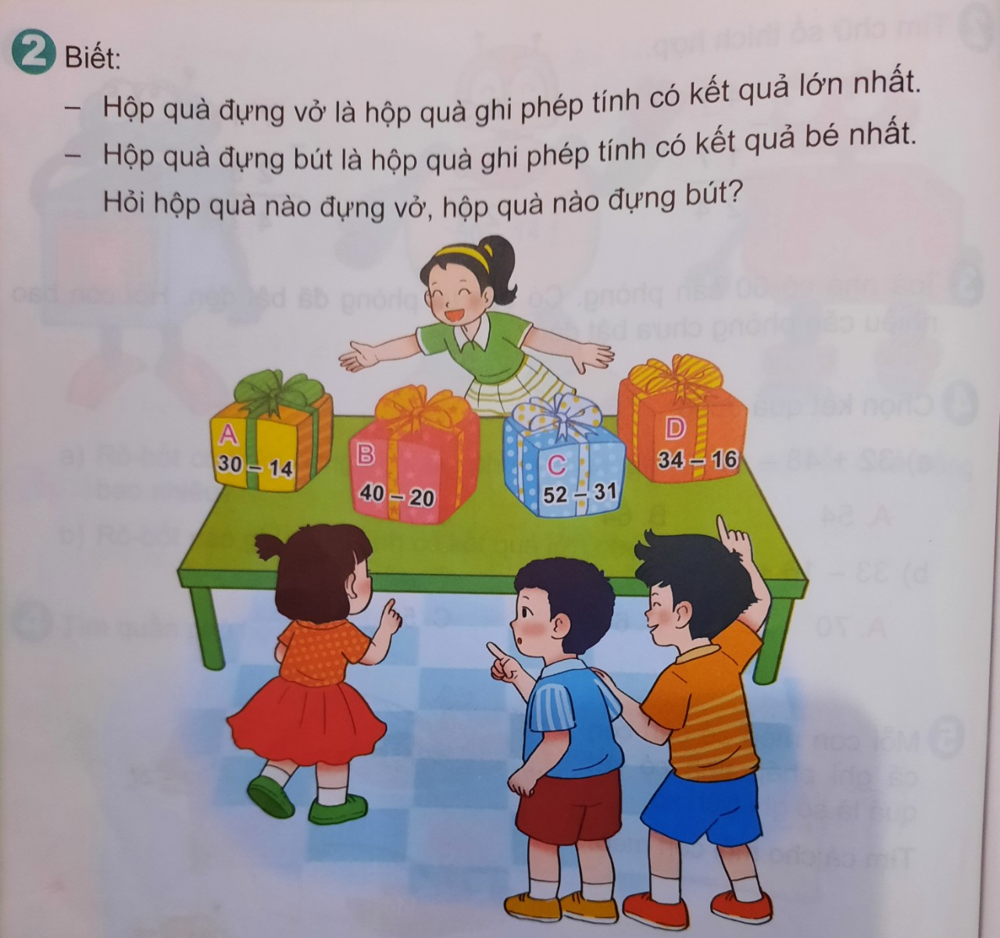 2 Biết:
– Hộp quà đựng vở là hộp quà ghi phép tính có kết quả lớn nhất.
– Hộp quà đựng bút là hộp quà ghi phép tính có kết quả bé nhất.
Hỏi hộp quà nào đựng vở, hộp quà nào đựng bút?
A
30 – 14
B
40 – 20
C
52 – 31
D
34 – 16